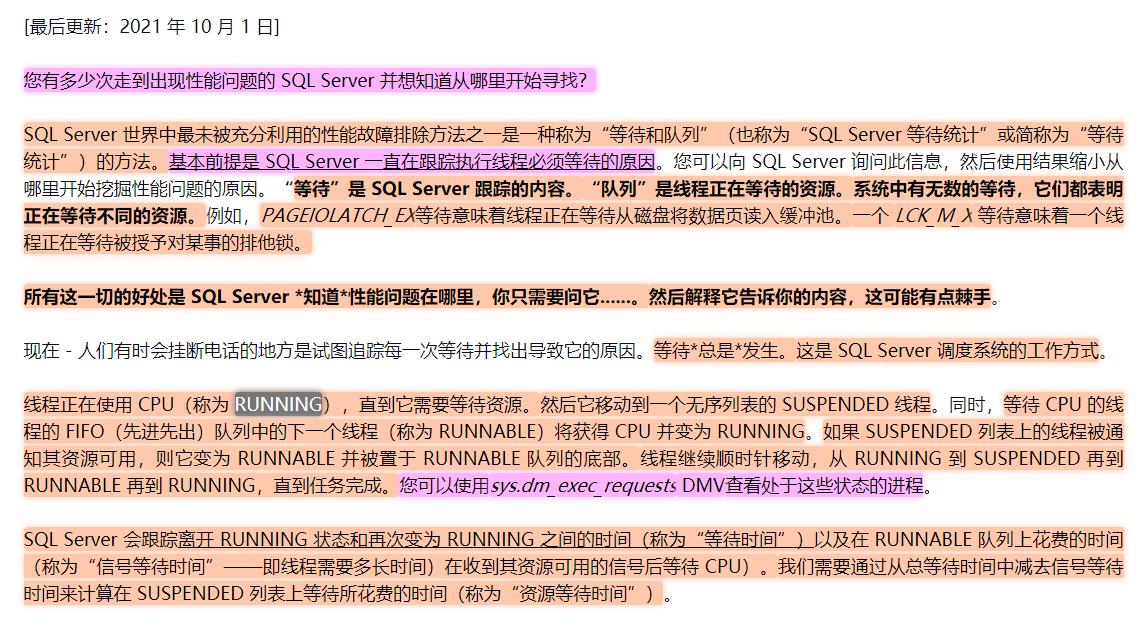 [最后更新：2021 年 10 月 1 日]
您有多少次走到出现性能问题的 SQL Server 并想知道从哪里开始寻找？
SQL Server 世界中最未被充分利用的性能故障排除方法之一是一种称为“等待和队列”（也称为“SQL Server 等待统计”或简称为“等待
统计”）的方法。基本前提是 SQL Server 一直在跟踪执行线程必须等待的原因。您可以向 SQL Server 询问此信息，然后使用结果缩小从
哪里开始挖掘性能问题的原因。“等待”是 SQL Server 跟踪的内容。“队列”是线程正在等待的资源。系统中有无数的等待，它们都表明
正在等待不同的资源。例如，PAGEIOLATCH_EX等待意味着线程正在等待从磁盘将数据页读入缓冲池。一个 LCK_M_X 等待意味着一个线
程正在等待被授予对某事的排他锁。
所有这一切的好处是 SQL Server *知道*性能问题在哪里，你只需要问它……。然后解释它告诉你的内容，这可能有点棘手。
现在 - 人们有时会挂断电话的地方是试图追踪每一次等待并找出导致它的原因。等待*总是*发生。这是 SQL Server 调度系统的工作方式。
线程正在使用 CPU（称为 RUNNING），直到它需要等待资源。然后它移动到一个无序列表的 SUSPENDED 线程。同时，等待 CPU 的线
程的 FIFO（先进先出）队列中的下一个线程（称为 RUNNABLE）将获得 CPU 并变为 RUNNING。如果 SUSPENDED 列表上的线程被通
知其资源可用，则它变为 RUNNABLE 并被置于 RUNNABLE 队列的底部。线程继续顺时针移动，从 RUNNING 到 SUSPENDED 再到
RUNNABLE 再到 RUNNING，直到任务完成。您可以使用sys.dm_exec_requests DMV查看处于这些状态的进程。
SQL Server 会跟踪离开 RUNNING 状态和再次变为 RUNNING 之间的时间（称为“等待时间”）以及在 RUNNABLE 队列上花费的时间
（称为“信号等待时间”——即线程需要多长时间）在收到其资源可用的信号后等待 CPU）。我们需要通过从总等待时间中减去信号等待
时间来计算在 SUSPENDED 列表上等待所花费的时间（称为“资源等待时间”）。